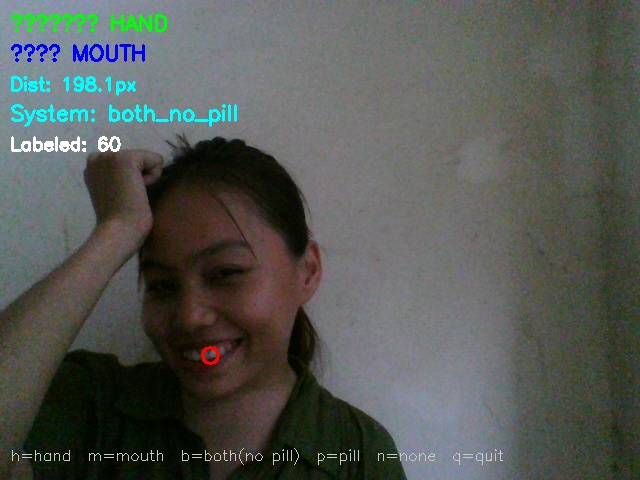 ??????? HAND
???? MOUTH
Dist: 198.1px
System: both_no_pill
Labeled: 60
h=hand m=mouth b=both(no pill) p=pill n=none q=quit